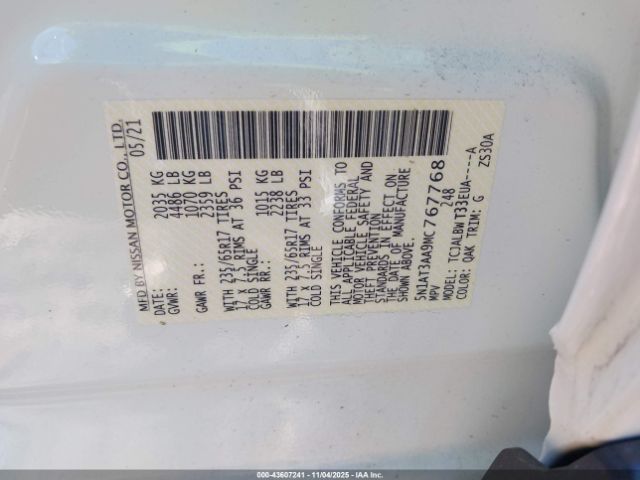 MFD BY NISSAN MOTOR CO., LTD.
DATE: 05/21
GVWR: 2035 KG
4486 LB
GAWR FR.: 1070 KG
2359 LB
WITH 235/65R17 TIRES
17 X 7.5 RIMS AT 36 PSI
COLD SINGLE
GAWR RR.: 1015 KG
2238 LB
WITH 235/65R17 TIRES
17 X 7.5 RIMS AT 33 PSI
COLD SINGLE
THIS VEHICLE CONFORMS TO
ALL APPLICABLE FEDERAL
MOTOR VEHICLE SAFETY AND
THEFT PREVENTION
STANDARDS IN EFFECT ON
THE DATE OF MANUFACTURE
SHOWN ABOVE.
5N1AT3AA9MC767768
MPV 248
MODEL: TCJALBWT33EUA-----A
COLOR: QAK TRIM: G ZS30A
000-43607241 - 11/04/2025 - IAAI.COM